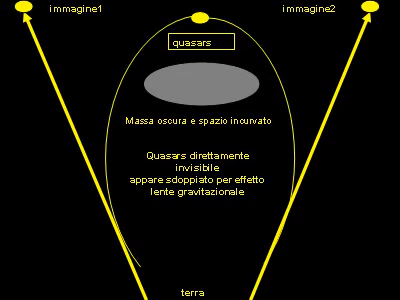 immagine1
immagine2
quasars
Massa oscura e spazio incurvato
Quasars direttamente
invisibile
appare sdoppiato per effetto
lente gravitazionale
terra